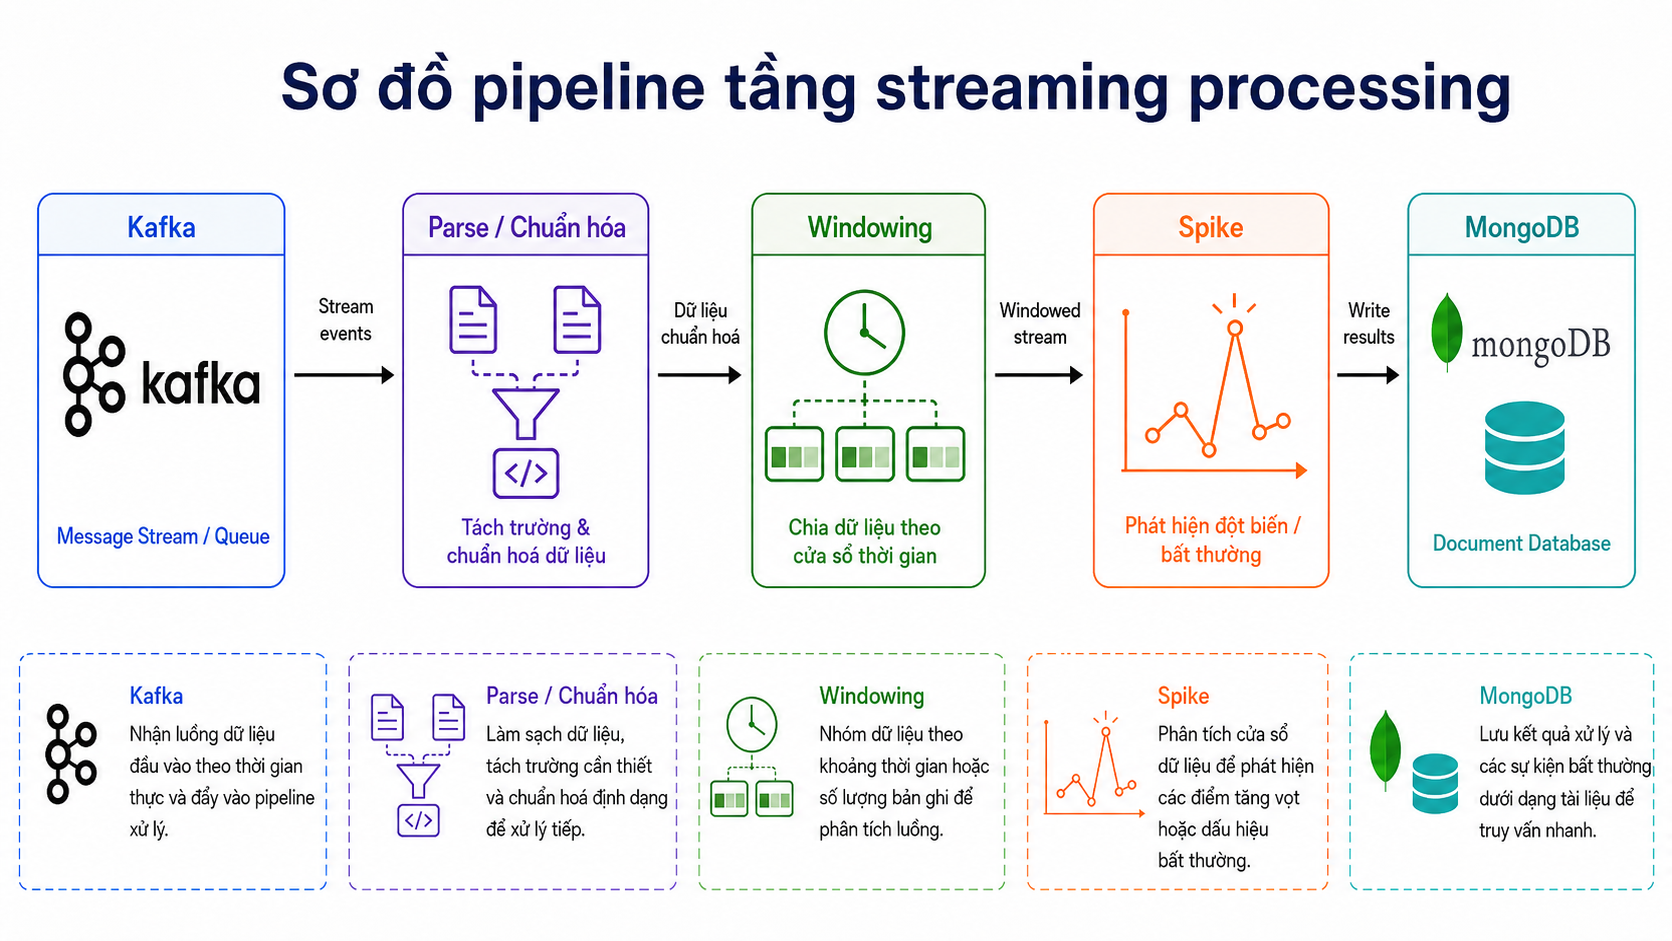 Sơ đồ pipeline tầng streaming processing
Kafka
kafka
Message Stream / Queue
Stream
events
Parse / Chuẩn hóa
</>
Tách trường &
chuẩn hoá dữ liệu
Dữ liệu
chuẩn hoá
Windowing
Chia dữ liệu theo
cửa sổ thời gian
Windowed
stream
Spike
Phát hiện đột biến /
bất thường
Write
results
MongoDB
mongoDB
Document Database
Kafka
Nhận luồng dữ liệu
đầu vào theo thời gian
thực và đẩy vào pipeline
xử lý.
Parse / Chuẩn hóa
Làm sạch dữ liệu,
tách trường cần thiết
và chuẩn hoá định dạng
để xử lý tiếp.
</>
Windowing
Nhóm dữ liệu theo
khoảng thời gian hoặc
số lượng bản ghi để
phân tích luồng.
Spike
Phân tích cửa sổ
dữ liệu để phát hiện
các điểm tăng vọt
hoặc dấu hiệu
bất thường.
MongoDB
Lưu kết quả xử lý và
các sự kiện bất thường
dưới dạng tài liệu để
truy vấn nhanh.